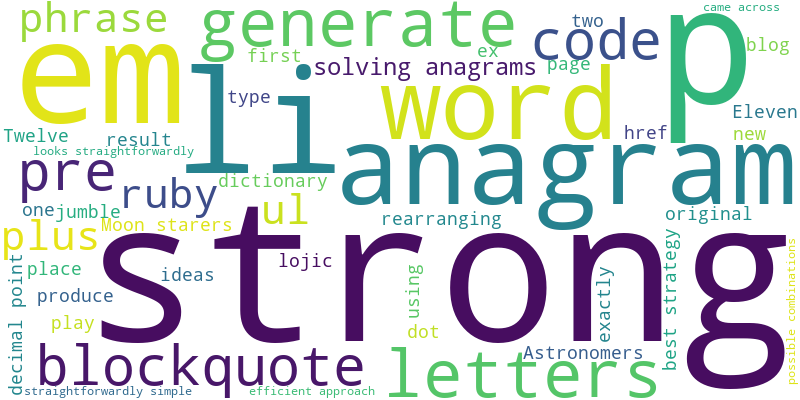 phrase
generate
came across
two
code
p
blog
em
first
ex
solving anagrams
page
li
type
word
Eleven
href
new
Twelve
result
looks straightforwardly
anagram
pre
ruby
dictionary
one
jumble
ul
rearranging
original
plus
Moon starers
strong
place
ideas
lojic
using
exactly
best strategy
possible combinations
decimal point
produce
play
dot
blockquote
letters
Astronomers
straightforwardly simple
efficient approach